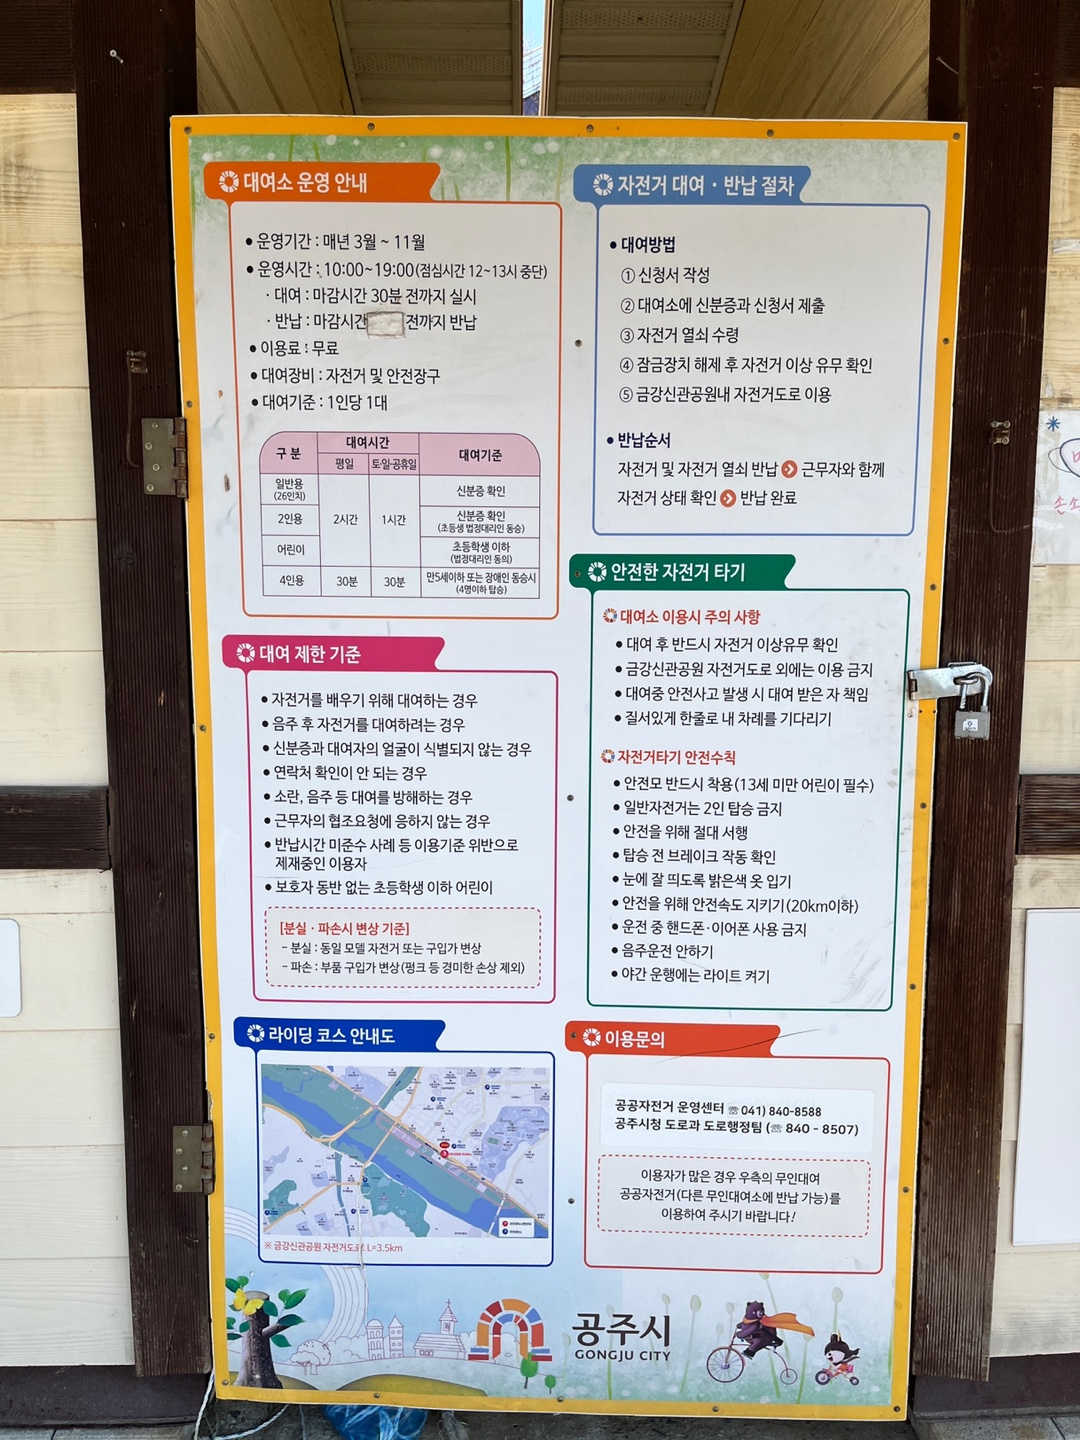 대여소 운영 안내
• 운영기간 : 매년 3월 ~ 11월
• 운영시간 : 10:00~19:00(점심시간 12~13시 중단)
· 대여 : 마감시간 30분 전까지 실시
· 반납 : 마감시간 전까지 반납
• 이용료 : 무료
• 대여장비 : 자전거 및 안전장구
• 대여기준 : 1인당 1대
구 분 대여시간 대여기준
평일 토·일·공휴일
일반용 (26인치) 신분증 확인
2인용 2시간 1시간 신분증 확인 (초등생 법정대리인 동승)
어린이 초등학생 이하 (법정대리인 동의)
4인용 30분 30분 만5세이하 또는 장애인 동승시 (4명이하 탑승)
대여 제한 기준
• 자전거를 배우기 위해 대여하는 경우
• 음주 후 자전거를 대여하려는 경우
• 신분증과 대여자의 얼굴이 식별되지 않는 경우
• 연락처 확인이 안 되는 경우
• 소란, 음주 등 대여를 방해하는 경우
• 근무자의 협조요청에 응하지 않는 경우
• 반납시간 미준수 사례 등 이용기준 위반으로
제재중인 이용자
• 보호자 동반 없는 초등학생 이하 어린이
[분실 · 파손시 변상 기준]
- 분실 : 동일 모델 자전거 또는 구입가 변상
- 파손 : 부품 구입가 변상(펑크 등 경미한 손상 제외)
라이딩 코스 안내도
※ 금강신관공원 자전거도로 L=3.5km
자전거 대여 · 반납 절차
• 대여방법
① 신청서 작성
② 대여소에 신분증과 신청서 제출
③ 자전거 열쇠 수령
④ 잠금장치 해제 후 자전거 이상 유무 확인
⑤ 금강신관공원내 자전거도로 이용
• 반납순서
자전거 및 자전거 열쇠 반납 근무자와 함께
자전거 상태 확인 반납 완료
안전한 자전거 타기
대여소 이용시 주의 사항
• 대여 후 반드시 자전거 이상유무 확인
• 금강신관공원 자전거도로 외에는 이용 금지
• 대여중 안전사고 발생 시 대여 받은 자 책임
• 질서있게 한줄로 내 차례를 기다리기
자전거타기 안전수칙
• 안전모 반드시 착용(13세 미만 어린이 필수)
• 일반자전거는 2인 탑승 금지
• 안전을 위해 절대 서행
• 탑승 전 브레이크 작동 확인
• 눈에 잘 띄도록 밝은색 옷 입기
• 안전을 위해 안전속도 지키기(20km이하)
• 운전 중 핸드폰·이어폰 사용 금지
• 음주운전 안하기
• 야간 운행에는 라이트 켜기
이용문의
공공자전거 운영센터 ☏ 041) 840-8588
공주시청 도로과 도로행정팀 (☏ 840 - 8507)
이용자가 많은 경우 우측의 무인대여
공공자전거(다른 무인대여소에 반납 가능)를
이용하여 주시기 바랍니다!
공주시
GONGJU CITY